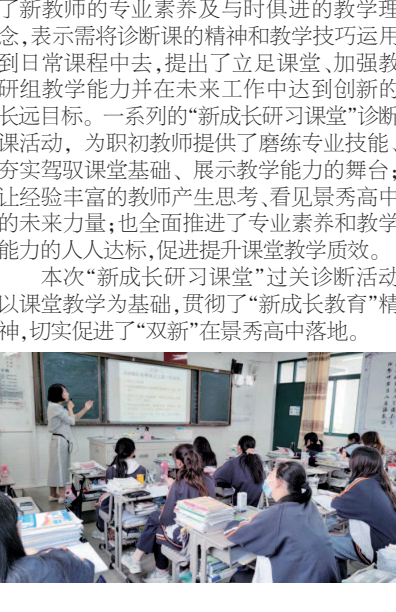 了新教师的专业素养及与时俱进的教学理
念,表示需将诊断课的精神和教学技巧运用
到日常课程中去,提出了立足课堂、加强教
研组教学能力并在未来工作中达到创新的
长远目标。一系列的“新成长研习课堂”诊断
课活动，为职初教师提供了磨练专业技能、
夯实驾驭课堂基础、展示教学能力的舞台;
让经验丰富的教师产生思考、看见景秀高中
的未来力量;也全面推进了专业素养和教学
能力的人人达标,促进提升课堂教学质效。
本次“新成长研习课堂”过关诊断活动
以课堂教学为基础,贯彻了“新成长教育”精
神,切实促进了“双新”在景秀高中落地。